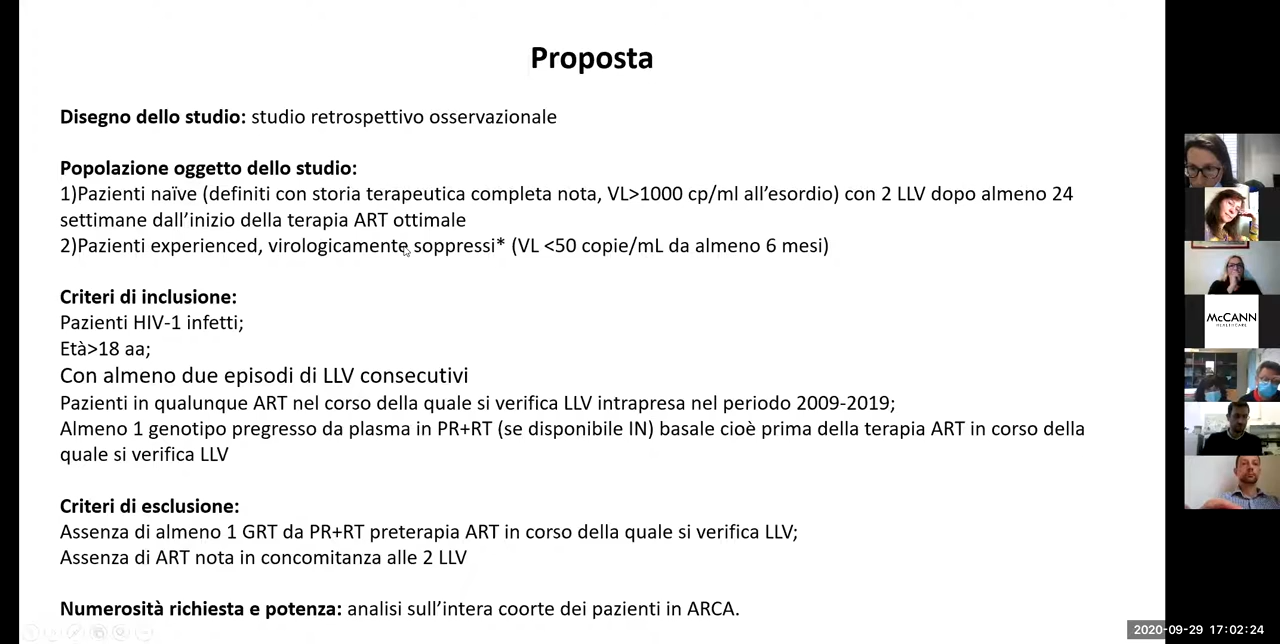 Proposta
Disegno dello studio: studio retrospettivo osservazionale
Popolazione oggetto dello studio:
1)Pazienti naïve (definiti con storia terapeutica completa nota, VL>1000 cp/ml all’esordio) con 2 LLV dopo almeno 24
settimane dall’inizio della terapia ART ottimale
2)Pazienti experienced, virologicamente soppressi* (VL <50 copie/mL da almeno 6 mesi)
Criteri di inclusione:
Pazienti HIV-1 infetti;
Età>18 aa;
Con almeno due episodi di LLV consecutivi
Pazienti in qualunque ART nel corso della quale si verifica LLV intrapresa nel periodo 2009-2019;
Almeno 1 genotipo pregresso da plasma in PR+RT (se disponibile IN) basale cioè prima della terapia ART in corso della
quale si verifica LLV
Criteri di esclusione:
Assenza di almeno 1 GRT da PR+RT preterapia ART in corso della quale si verifica LLV;
Assenza di ART nota in concomitanza alle 2 LLV
Numerosità richiesta e potenza: analisi sull’intera coorte dei pazienti in ARCA.
McCANN
HEALTHCARE
2020-09-29 17:02:24